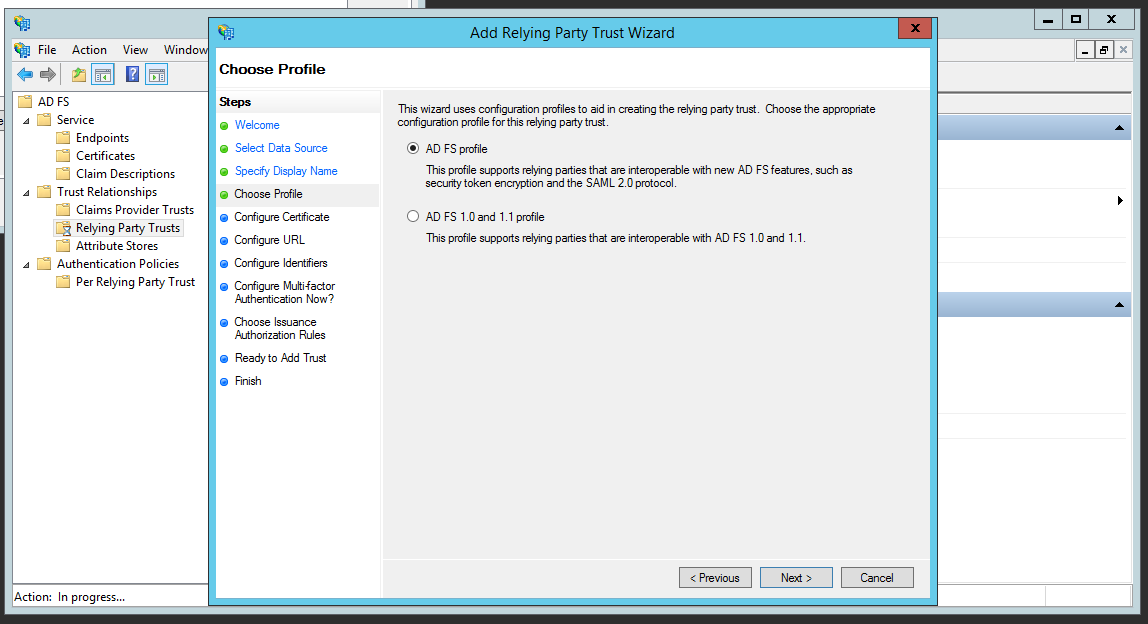 Add Relying Party Trust Wizard
File Action View Window
AD FS
Service
Endpoints
Certificates
Claim Descriptions
Trust Relationships
Claims Provider Trusts
Relying Party Trusts
Attribute Stores
Authentication Policies
Per Relying Party Trust
Action: In progress...
Choose Profile
Steps
Welcome
Select Data Source
Specify Display Name
Choose Profile
Configure Certificate
Configure URL
Configure Identifiers
Configure Multi-factor
Authentication Now?
Choose Issuance
Authorization Rules
Ready to Add Trust
Finish
This wizard uses configuration profiles to aid in creating the relying party trust. Choose the appropriate
configuration profile for this relying party trust.
AD FS profile
This profile supports relying parties that are interoperable with new AD FS features, such as
security token encryption and the SAML 2.0 protocol.
AD FS 1.0 and 1.1 profile
This profile supports relying parties that are interoperable with AD FS 1.0 and 1.1.
< Previous
Next >
Cancel